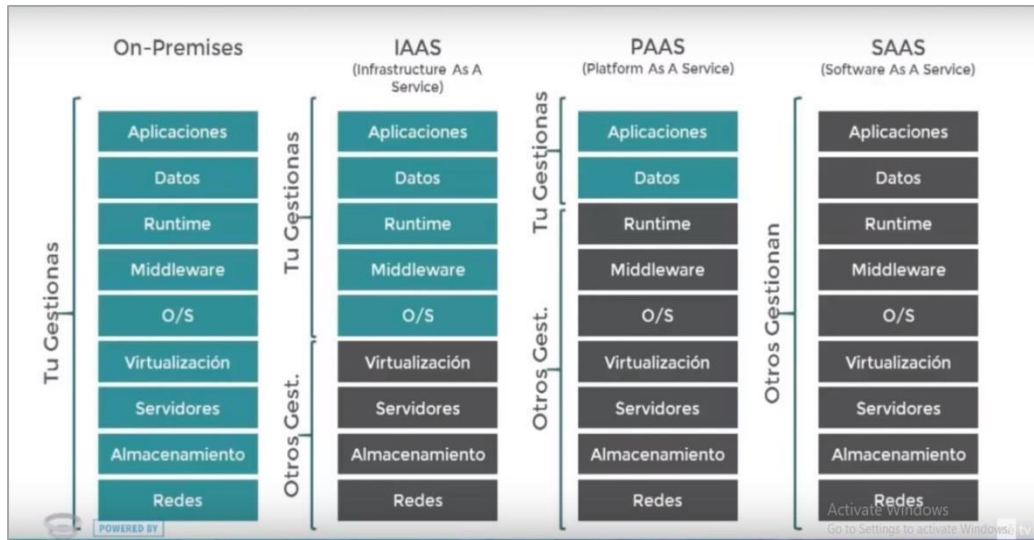 On-Premises
Tu Gestionas
Aplicaciones
Datos
Runtime
Middleware
O/S
Virtualización
Servidores
Almacenamiento
Redes
IAAS
(Infrastructure As A
Service)
Tu Gestionas
Otros Gest.
Aplicaciones
Datos
Runtime
Middleware
O/S
Virtualización
Servidores
Almacenamiento
Redes
PAAS
(Platform As A Service)
Tu Gestionas
Otros Gest.
Aplicaciones
Datos
Runtime
Middleware
O/S
Virtualización
Servidores
Almacenamiento
Redes
SAAS
(Software As A Service)
Otros Gestionan
Aplicaciones
Datos
Runtime
Middleware
O/S
Virtualización
Servidores
Almacenamiento
Redes
POWERED BY
Activate Windows
Go to Settings to activate Windows.
tv